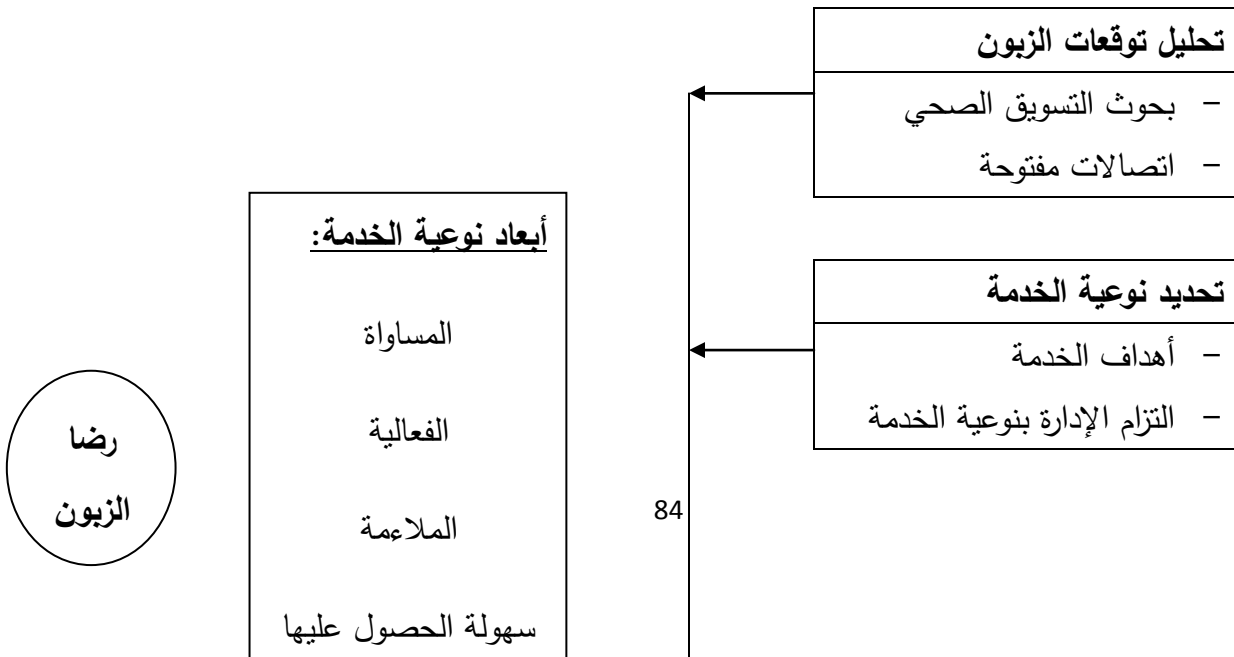 تحليل توقعات الزبون
- بحوث التسويق الصحي
- اتصالات مفتوحة
تحديد نوعية الخدمة
- أهداف الخدمة
- التزام الإدارة بنوعية الخدمة
أبعاد نوعية الخدمة:
المساواة
الفعالية
الملاءمة
سهولة الحصول عليها
رضا
الزبون
84